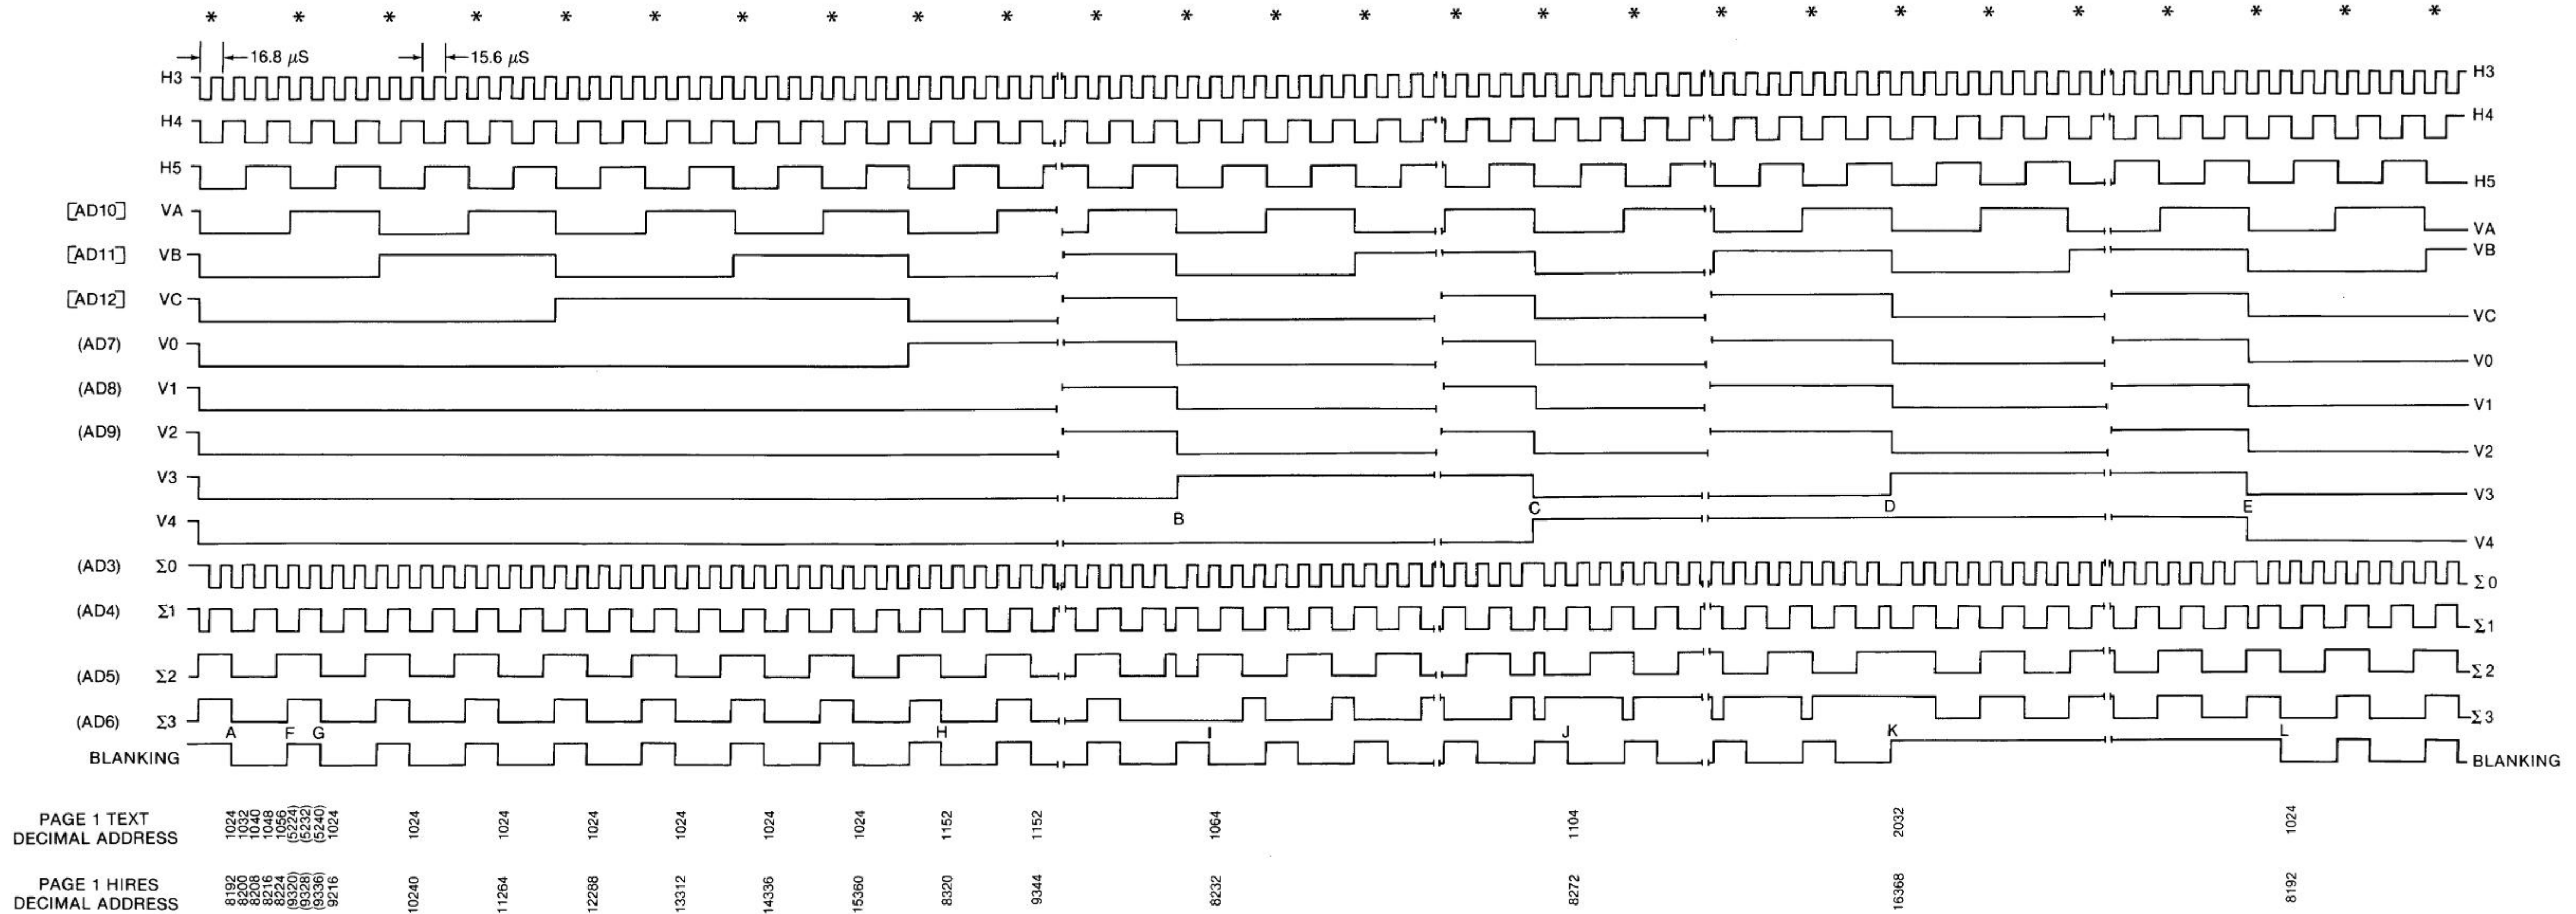 * * * * * * * * * * * * * * * * * * * * * * * * * *
16.8 μS 15.6 μS
H3 H3
H4 H4
H5 H5
[AD10] VA VA
[AD11] VB VB
[AD12] VC VC
(AD7) V0 V0
(AD8) V1 V1
(AD9) V2 V2
V3 V3
B C D E
V4 V4
(AD3) Σ0 Σ0
(AD4) Σ1 Σ1
(AD5) Σ2 Σ2
(AD6) Σ3 Σ3
A F G H I J K L
BLANKING BLANKING
PAGE 1 TEXT
DECIMAL ADDRESS
1024 1032 1040 1048 1056 (5224) (5232) (5240) 1024 1024 1024 1024 1024 1024 1024 1152 1152 1064 1104 2032 1024
PAGE 1 HIRES
DECIMAL ADDRESS
8192 8200 8208 8216 8224 (9320) (9328) (9336) 9216 10240 11264 12288 13312 14336 15360 8320 9344 8232 8272 16368 8192